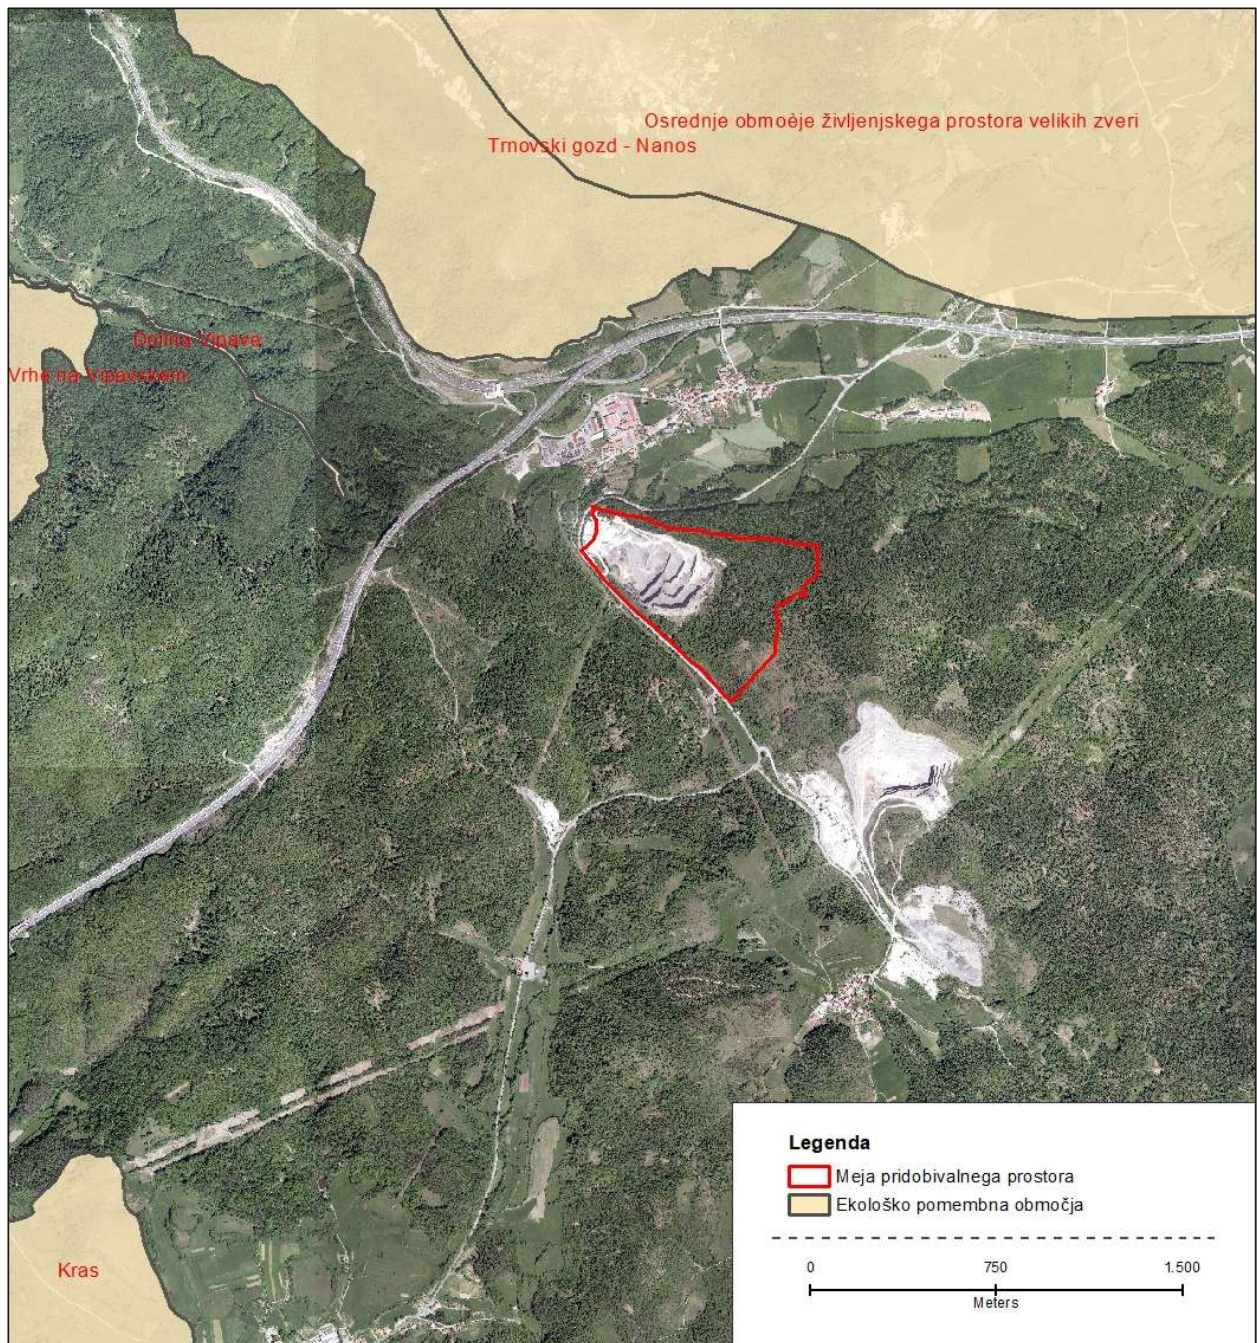 Osrednje obmoèje življenjskega prostora velikih zveri
Trnovski gozd - Nanos
Dolina Vipava
Vrhe na Vipavskem
Kras
Legenda
Meja pridobivalnega prostora
Ekološko pomembna območja
0 750 1.500
Meters